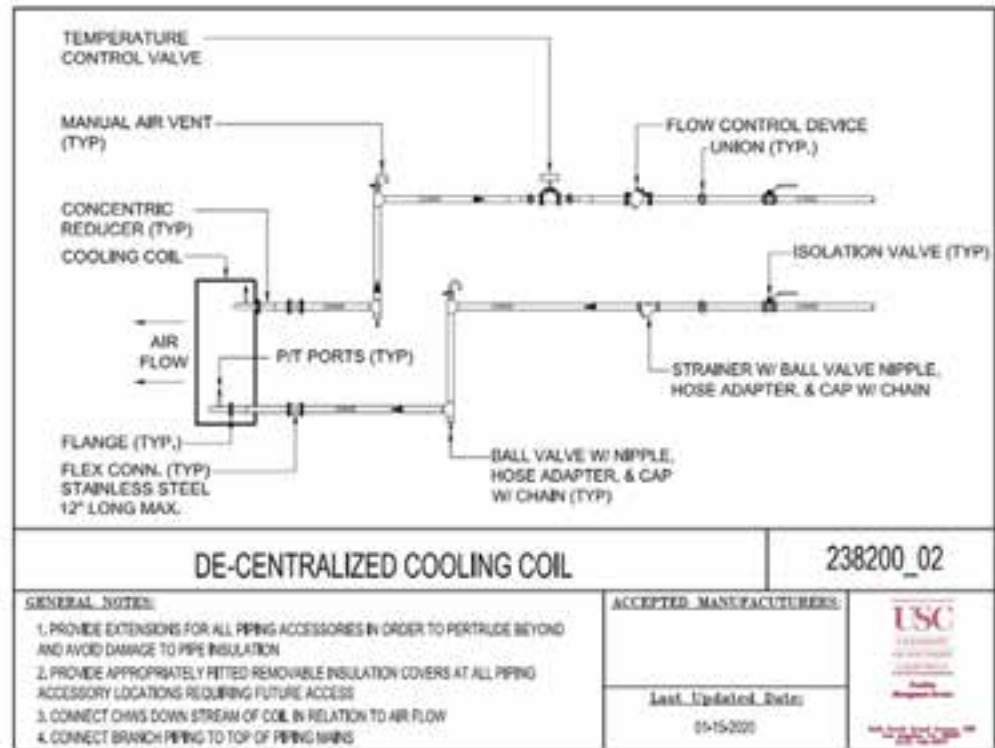 TEMPERATURE
CONTROL VALVE
MANUAL AIR VENT
(TYP)
FLOW CONTROL DEVICE
UNION (TYP.)
CONCENTRIC
REDUCER (TYP)
COOLING COIL
ISOLATION VALVE (TYP)
AIR
FLOW
P/T PORTS (TYP)
STRAINER W/ BALL VALVE NIPPLE,
HOSE ADAPTER, & CAP W/ CHAIN
FLANGE (TYP.)
FLEX CONN. (TYP)
STAINLESS STEEL
12" LONG MAX.
BALL VALVE W/ NIPPLE,
HOSE ADAPTER, & CAP
W/ CHAIN (TYP)
DE-CENTRALIZED COOLING COIL
238200_02
GENERAL NOTES:
1. PROVIDE EXTENSIONS FOR ALL PIPING ACCESSORIES IN ORDER TO PERTRUDE BEYOND
AND AVOID DAMAGE TO PIPE INSULATION
2. PROVIDE APPROPRIATELY FITTED REMOVABLE INSULATION COVERS AT ALL PIPING
ACCESSORY LOCATIONS REQUIRING FUTURE ACCESS
3. CONNECT CHWS DOWN STREAM OF COIL IN RELATION TO AIR FLOW
4. CONNECT BRANCH PIPING TO TOP OF PIPING MAINS
ACCEPTED MANUFACTURERS:
Last Updated Date:
01-15-2020
USC